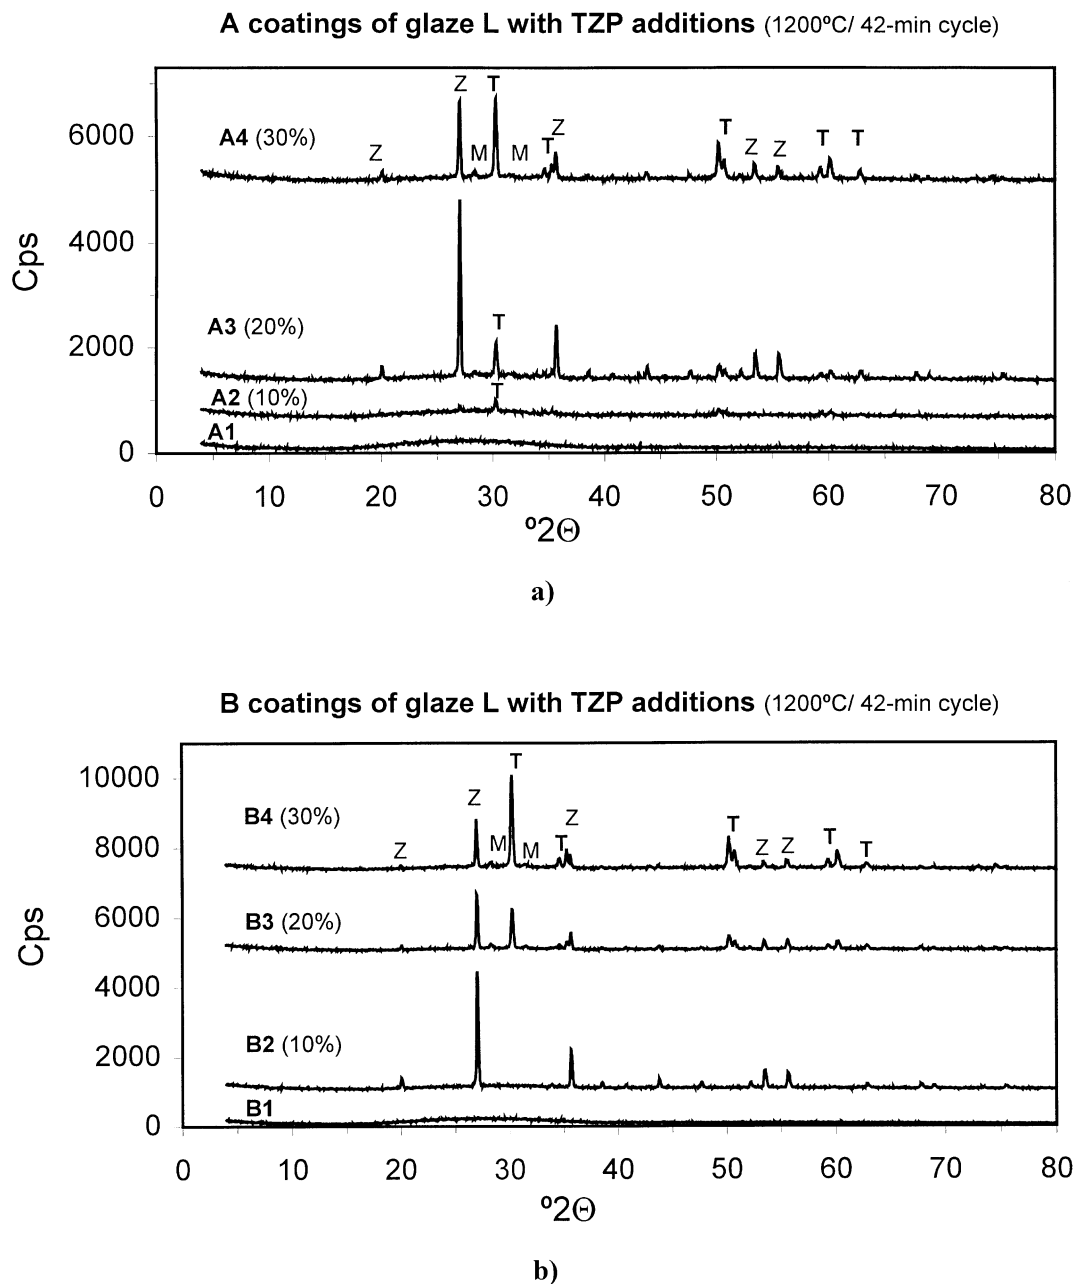 A coatings of glaze L with TZP additions (1200ºC/ 42-min cycle)
Z T
6000 A4 (30%) Z M M T Z T Z Z T T
4000
Cps
A3 (20%) T
2000
A2 (10%) T
A1
0
0 10 20 30 40 50 60 70 80
º2Θ
a)
B coatings of glaze L with TZP additions (1200ºC/ 42-min cycle)
10000 T
Z
B4 (30%) Z T T
8000 Z M M T Z Z T
6000 B3 (20%)
Cps
4000
2000 B2 (10%)
B1
0
0 10 20 30 40 50 60 70 80
º2Θ
b)